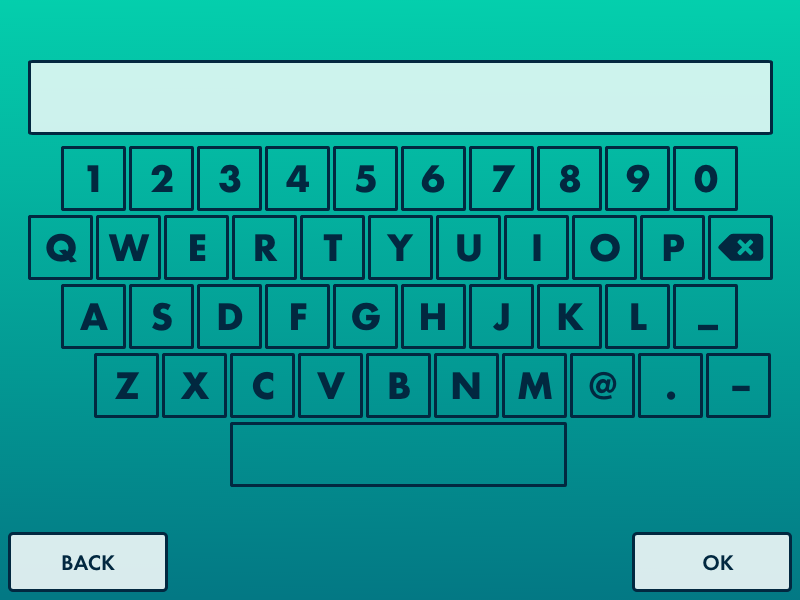 1 2 3 4 5 6 7 8 9 0
Q W E R T Y U I O P
A S D F G H J K L _
Z X C V B N M @ . –
BACK OK